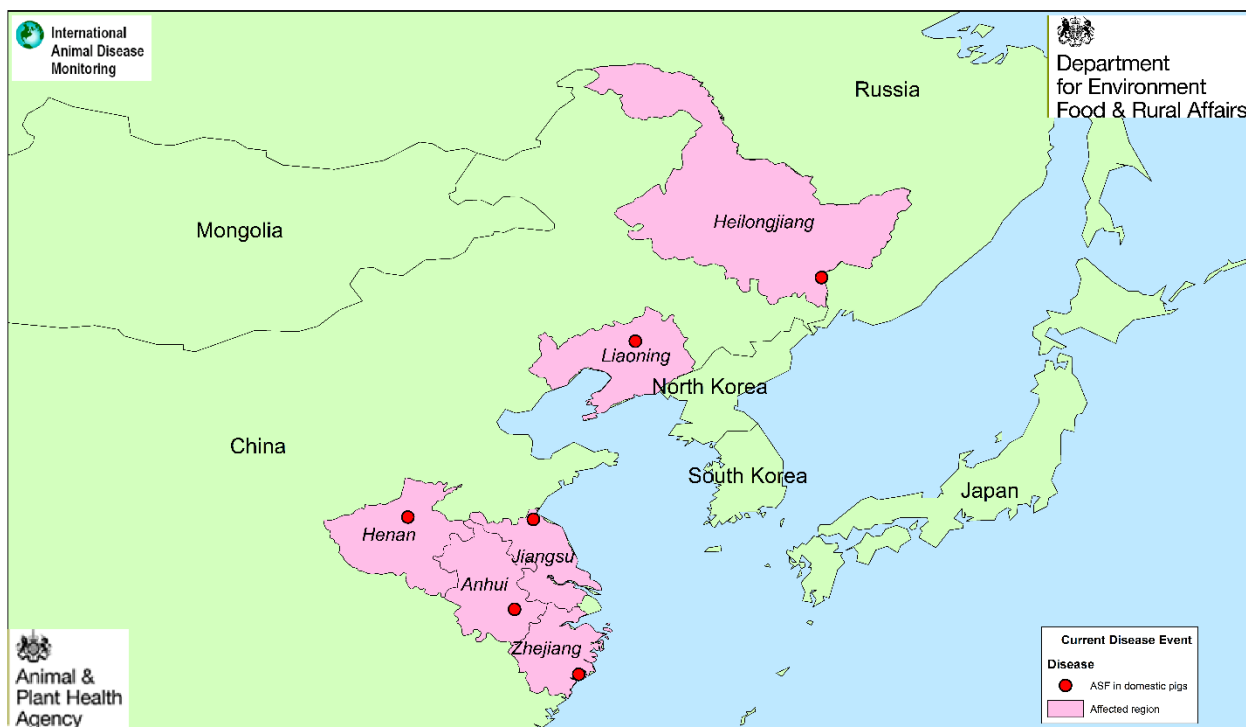 International
Animal Disease
Monitoring
Department
for Environment
Food & Rural Affairs
Russia
Heilongjiang
Mongolia
Liaoning
North Korea
China
South Korea
Japan
Henan
Jiangsu
Anhui
Zhejiang
Animal &
Plant Health
Agency
Current Disease Event
Disease
ASF in domestic pigs
Affected region